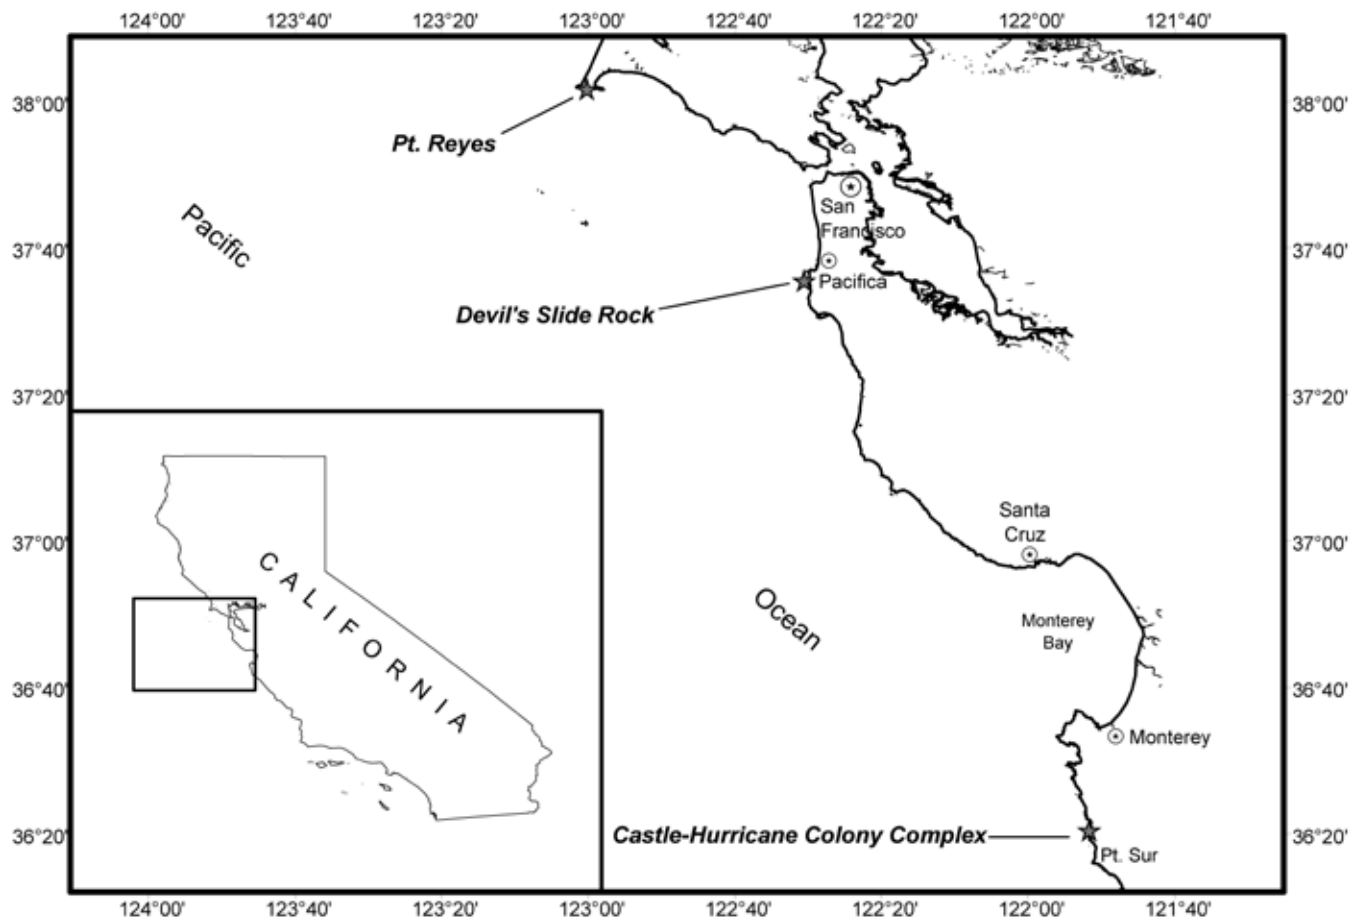 124°00' 123°40' 123°20' 123°00' 122°40' 122°20' 122°00' 121°40'
38°00' 38°00'
Pt. Reyes
San
Francisco
Pacific
37°40' 37°40'
Pacifica
Devil's Slide Rock
37°20' 37°20'
Santa
Cruz
37°00' 37°00'
CALIFORNIA
Ocean
Monterey
Bay
36°40' 36°40'
Monterey
Castle-Hurricane Colony Complex
36°20' 36°20'
Pt. Sur
124°00' 123°40' 123°20' 123°00' 122°40' 122°20' 122°00' 121°40'